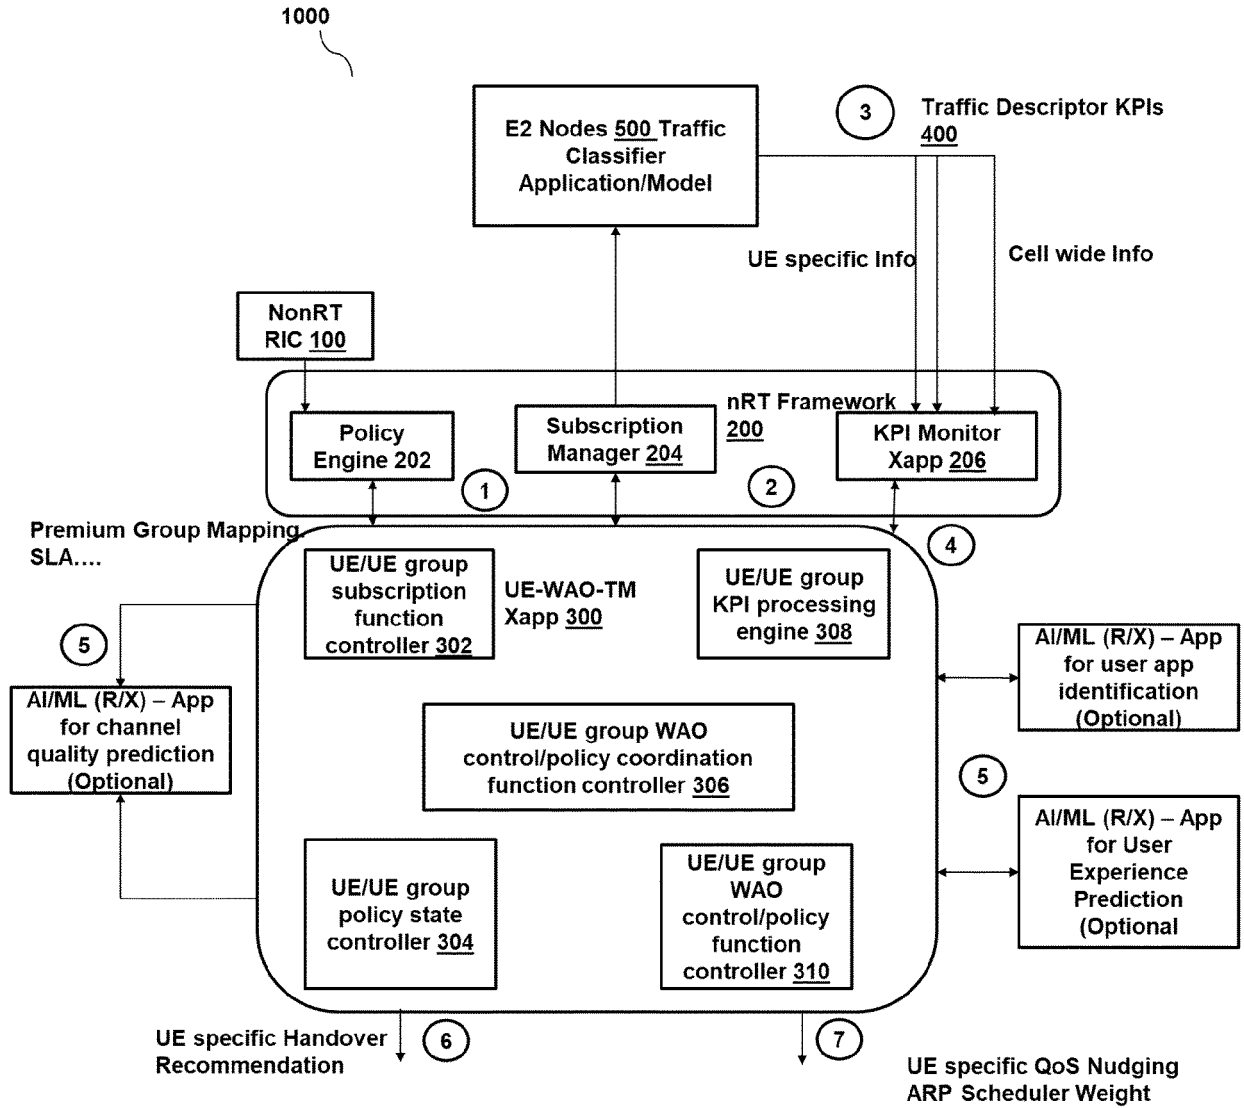 1000
E2 Nodes 500 Traffic
Classifier
Application/Model
3
Traffic Descriptor KPIs
400
UE specific Info
Cell wide Info
NonRT
RIC 100
nRT Framework
200
Policy
Engine 202
Subscription
Manager 204
KPI Monitor
Xapp 206
1
2
4
Premium Group Mapping,
SLA....
UE/UE group
subscription
function
controller 302
UE-WAO-TM
Xapp 300
UE/UE group
KPI processing
engine 308
5
AI/ML (R/X) – App
for channel
quality prediction
(Optional)
AI/ML (R/X) – App
for user app
identification
(Optional)
UE/UE group WAO
control/policy coordination
function controller 306
5
AI/ML (R/X) – App
for User
Experience
Prediction
(Optional
UE/UE group
policy state
controller 304
UE/UE group
WAO
control/policy
function
controller 310
UE specific Handover
Recommendation
6
7
UE specific QoS Nudging
ARP Scheduler Weight